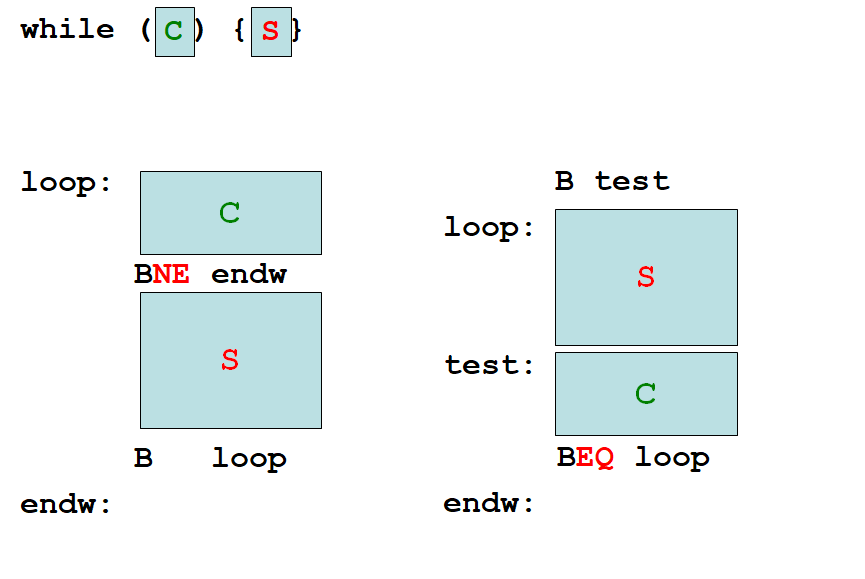 while (C) {S}
loop:
C
BNE endw
S
B loop
endw:
B test
loop:
S
test:
C
BEQ loop
endw: